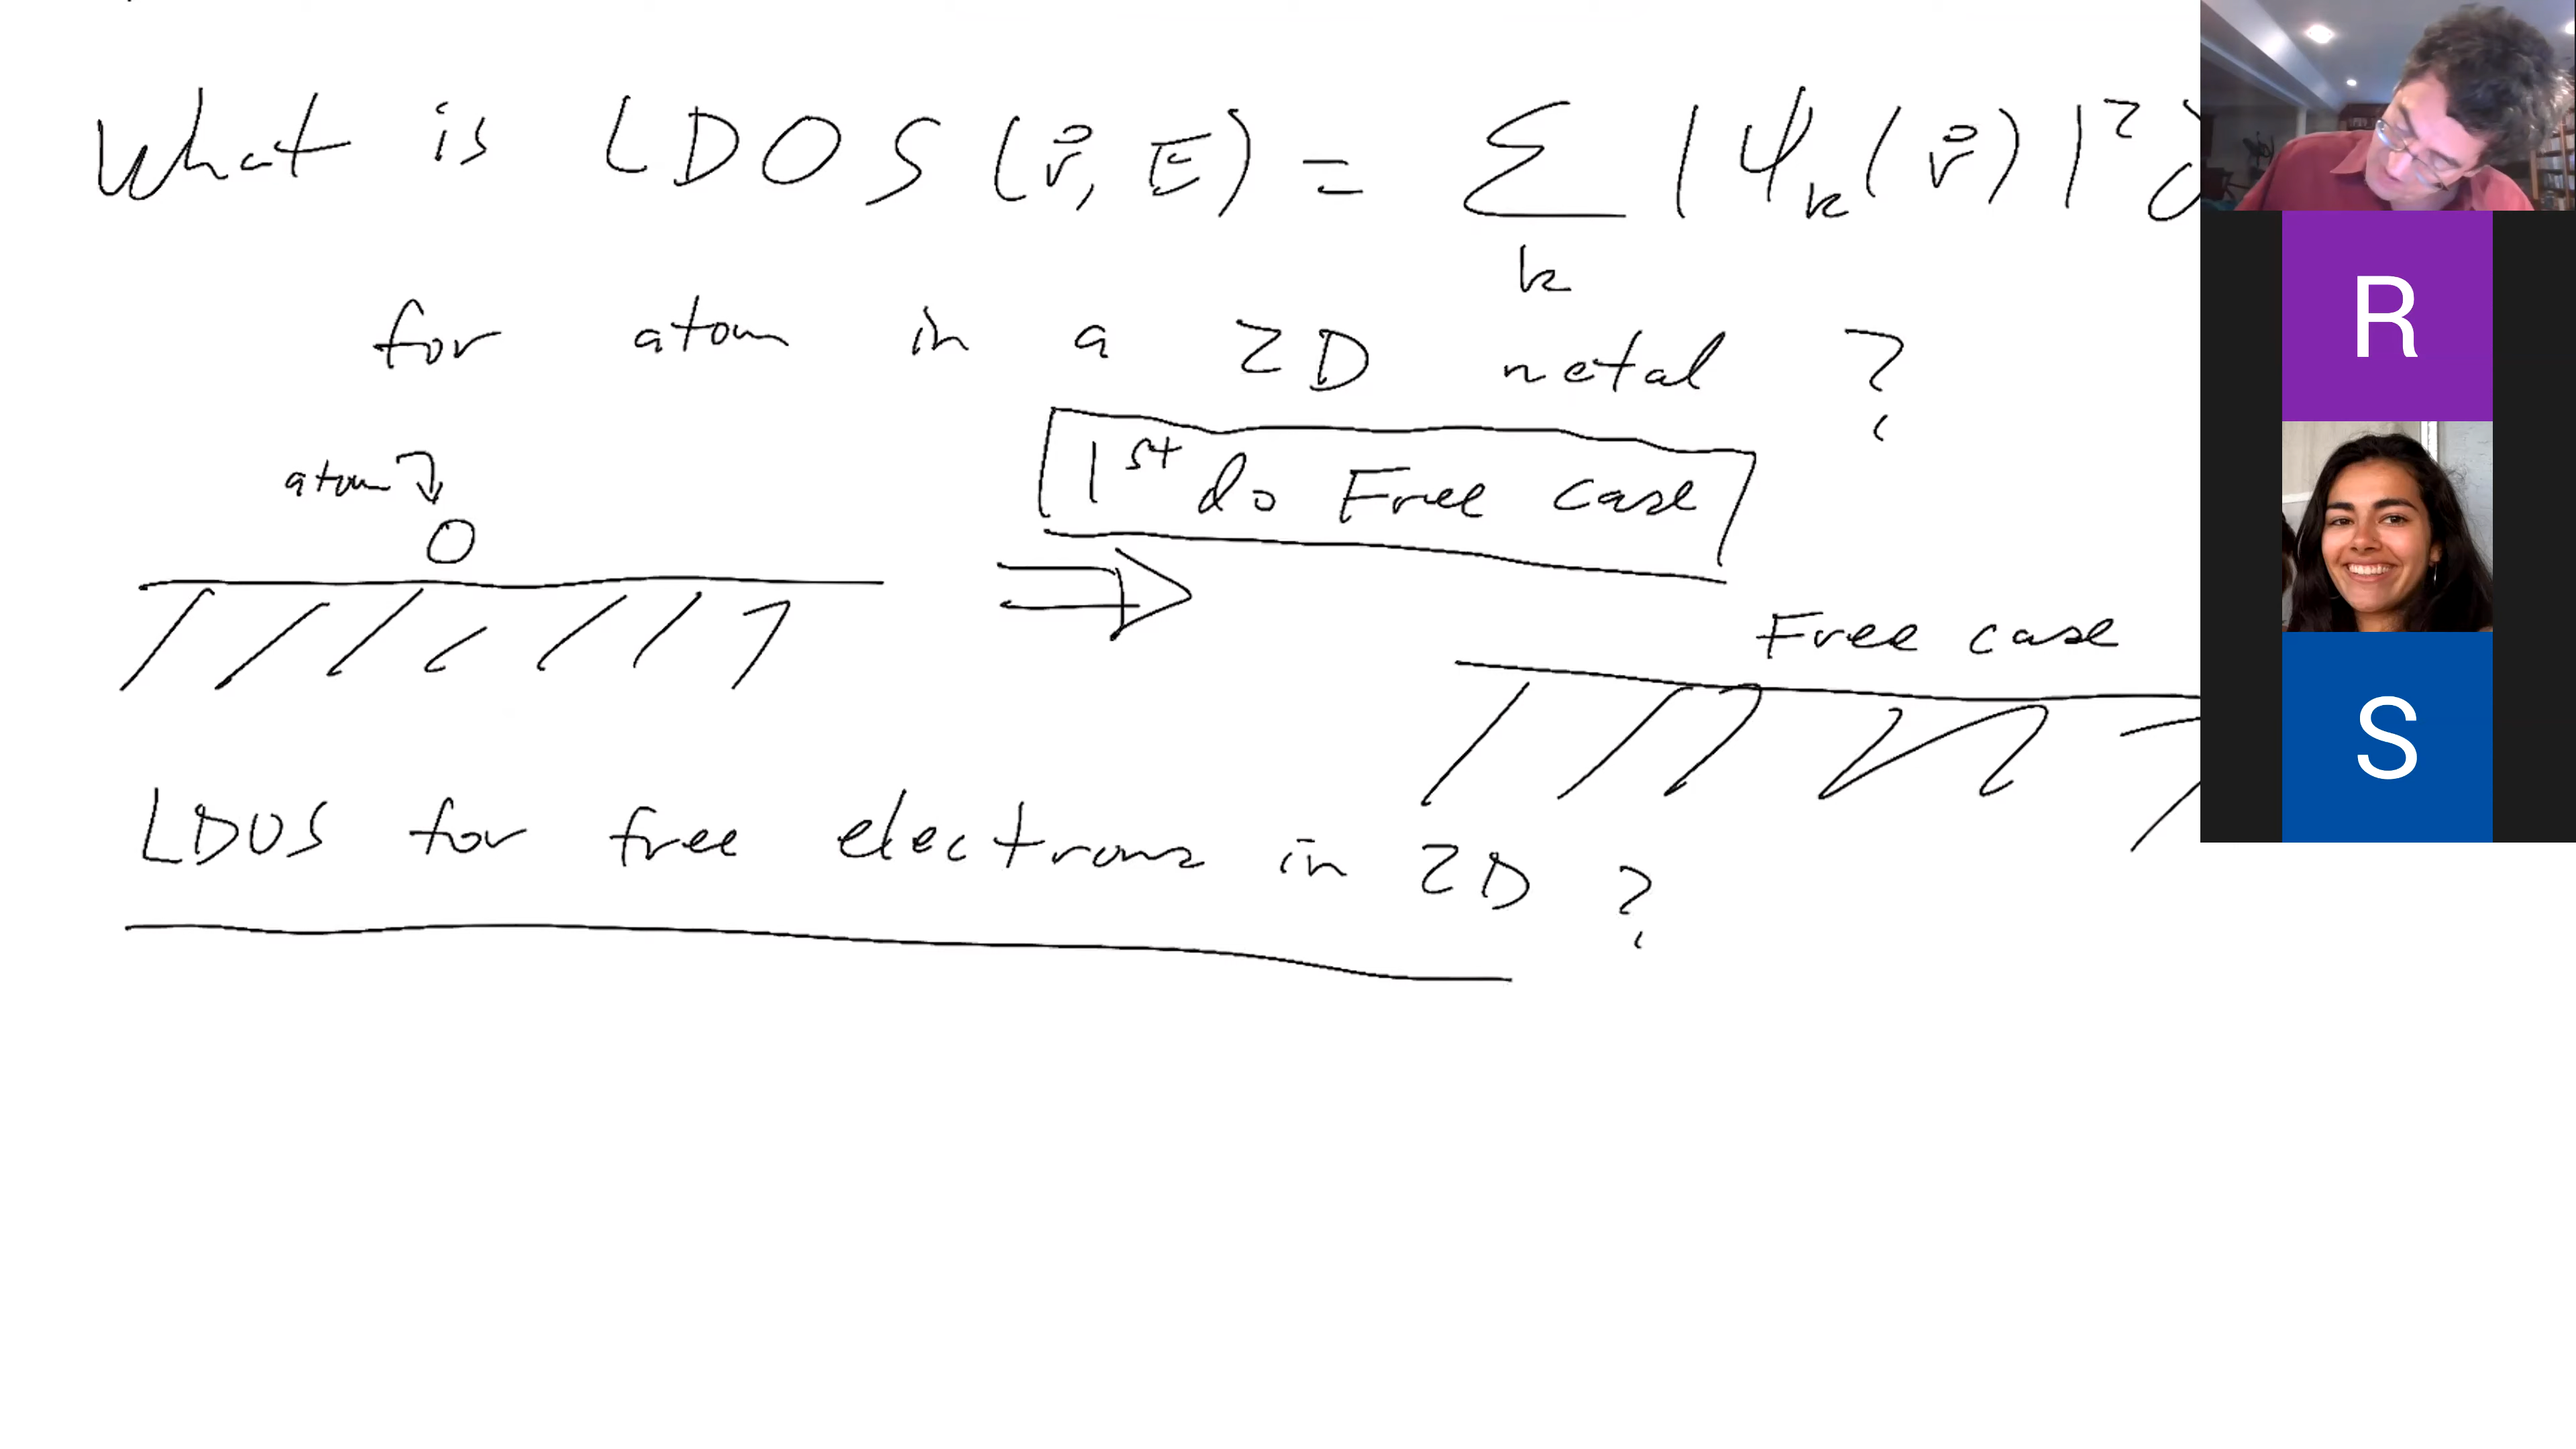 What is LDOS(r⃗, E) = Σ |ψ_k(r⃗)|² δ
k
for atom in a 2D metal ?
atom
1st do Free case
Free case
LDOS for free electrons in 2D ?
R
S